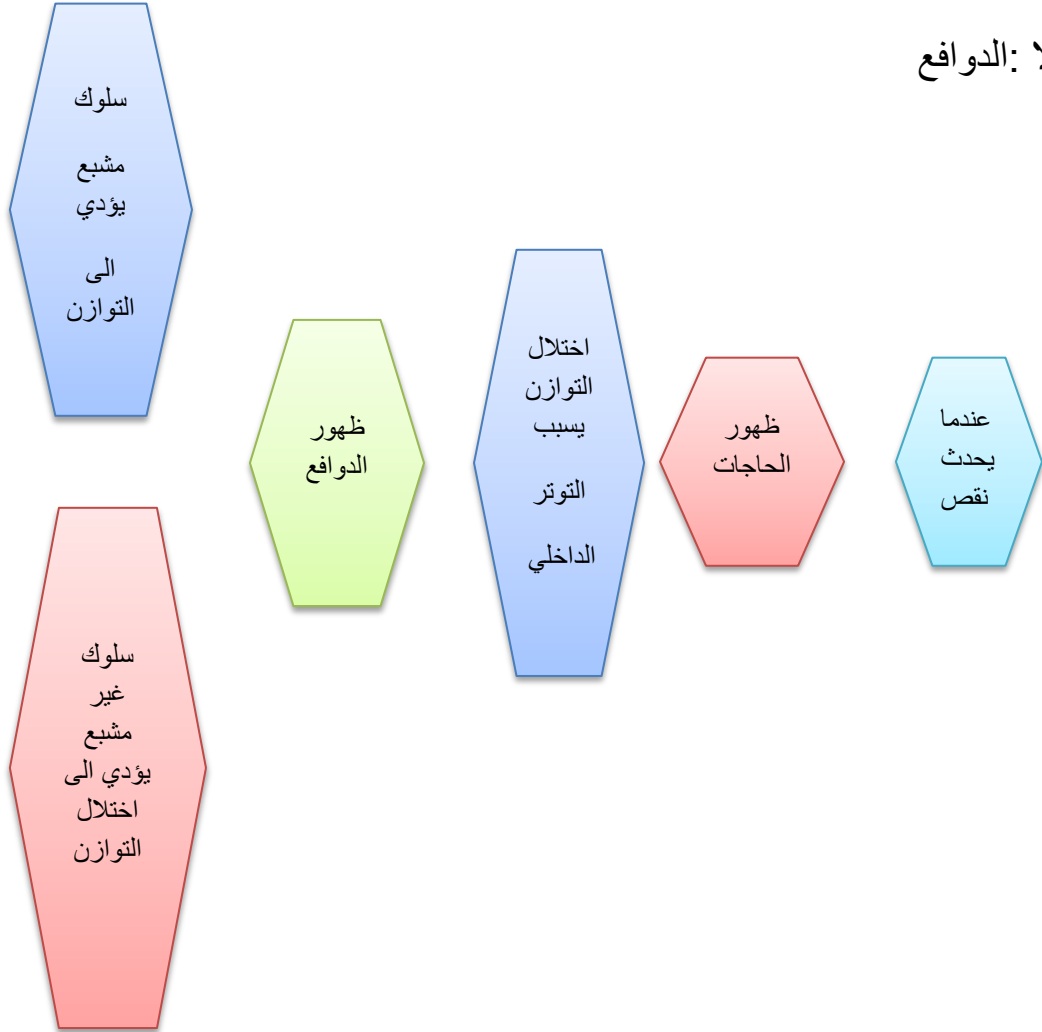 لا :الدوافع
عندما
يحدث
نقص
ظهور
الحاجات
اختلال
التوازن
يسبب
التوتر
الداخلي
ظهور
الدوافع
سلوك
مشبع
يؤدي
الى
التوازن
سلوك
غير
مشبع
يؤدي الى
اختلال
التوازن